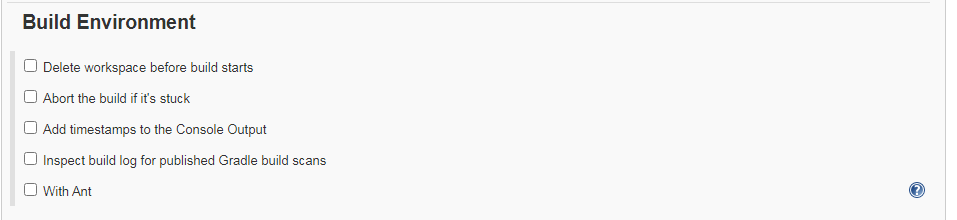 Build Environment
Delete workspace before build starts
Abort the build if it's stuck
Add timestamps to the Console Output
Inspect build log for published Gradle build scans
With Ant
?